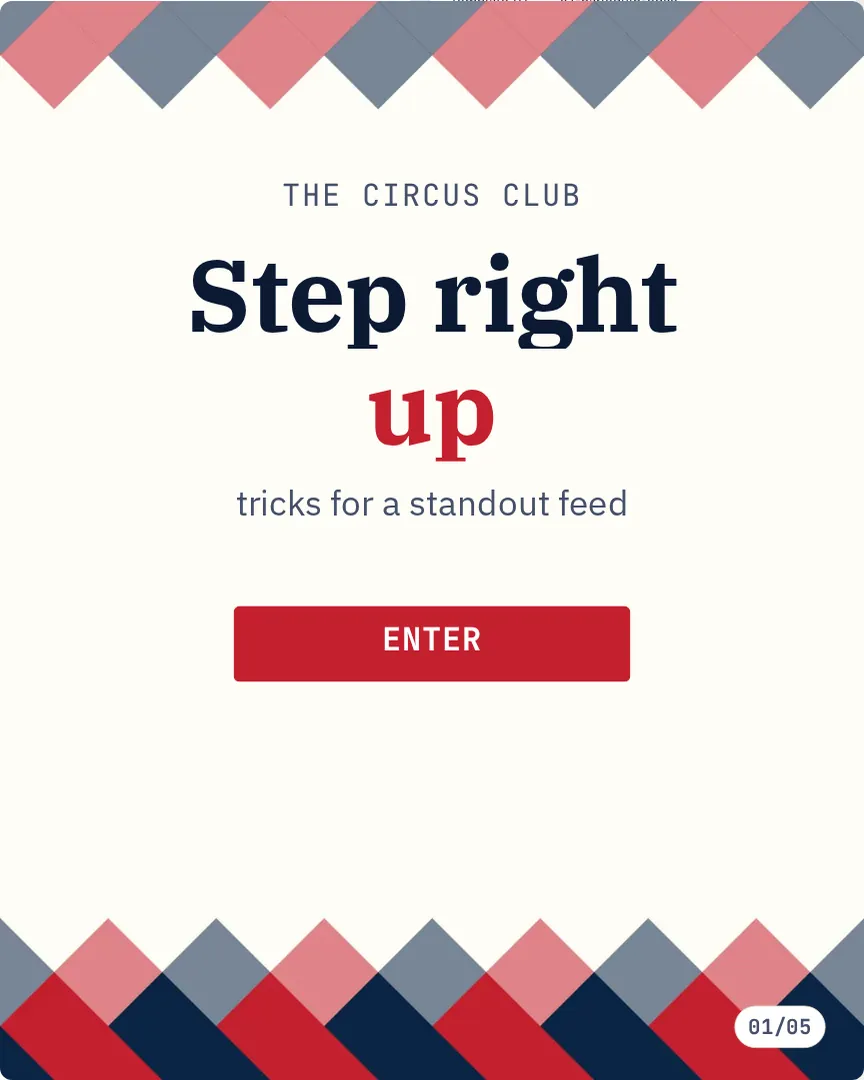 THE CIRCUS CLUB
Step right
up
tricks for a standout feed
ENTER
01/05